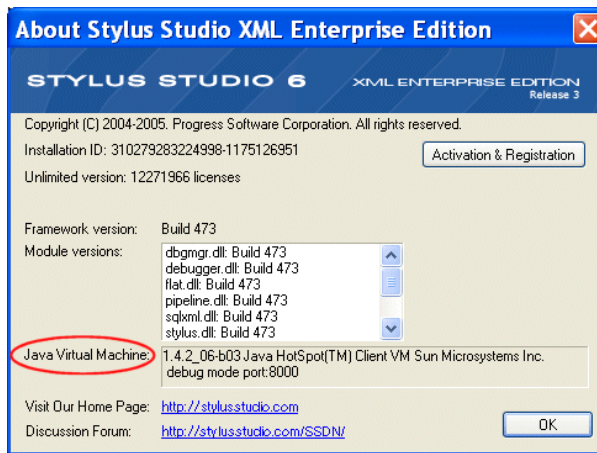 About Stylus Studio XML Enterprise Edition
STYLUS STUDIO 6
XML ENTERPRISE EDITION
Release 3
Copyright (C) 2004-2005. Progress Software Corporation. All rights reserved.
Installation ID: 310279283224998-1175126951
Activation & Registration
Unlimited version: 12271966 licenses
Framework version: Build 473
Module versions:
dbgmgr.dll: Build 473
debugger.dll: Build 473
flat.dll: Build 473
pipeline.dll: Build 473
sqlxml.dll: Build 473
stylus.dll: Build 473
Java Virtual Machine: 1.4.2_06-b03 Java HotSpot(TM) Client VM Sun Microsystems Inc.
debug mode port:8000
Visit Our Home Page: http://stylusstudio.com
OK
Discussion Forum: http://stylusstudio.com/SSDN/